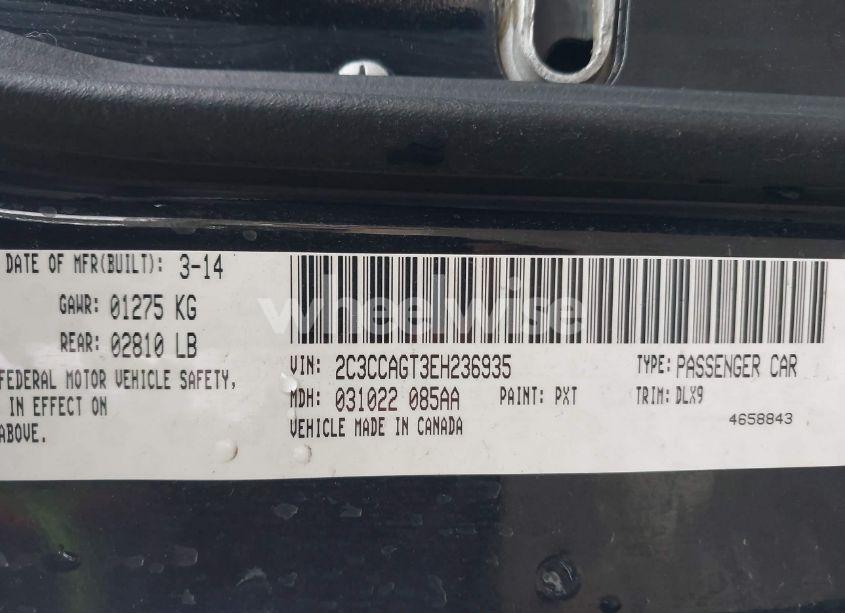 DATE OF MFR(BUILT): 3-14
GAWR: 01275 KG
REAR: 02810 LB
FEDERAL MOTOR VEHICLE SAFETY,
IN EFFECT ON
ABOVE.
wheelwise
VIN: 2C3CCAGT3EH236935
TYPE: PASSENGER CAR
MDH: 031022 085AA
PAINT: PXT
TRIM: DLX9
VEHICLE MADE IN CANADA
4658843